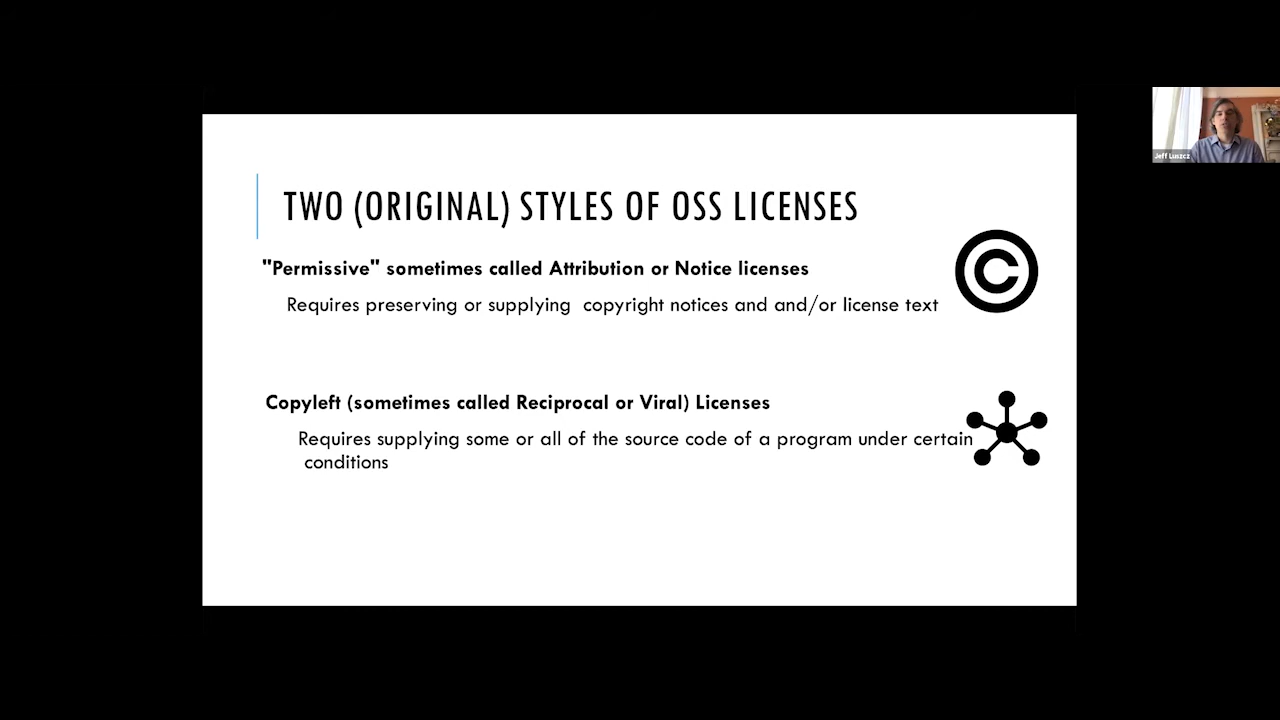 TWO (ORIGINAL) STYLES OF OSS LICENSES
"Permissive" sometimes called Attribution or Notice licenses
Requires preserving or supplying copyright notices and and/or license text
Copyleft (sometimes called Reciprocal or Viral) Licenses
Requires supplying some or all of the source code of a program under certain
conditions
Jeff Luszcz